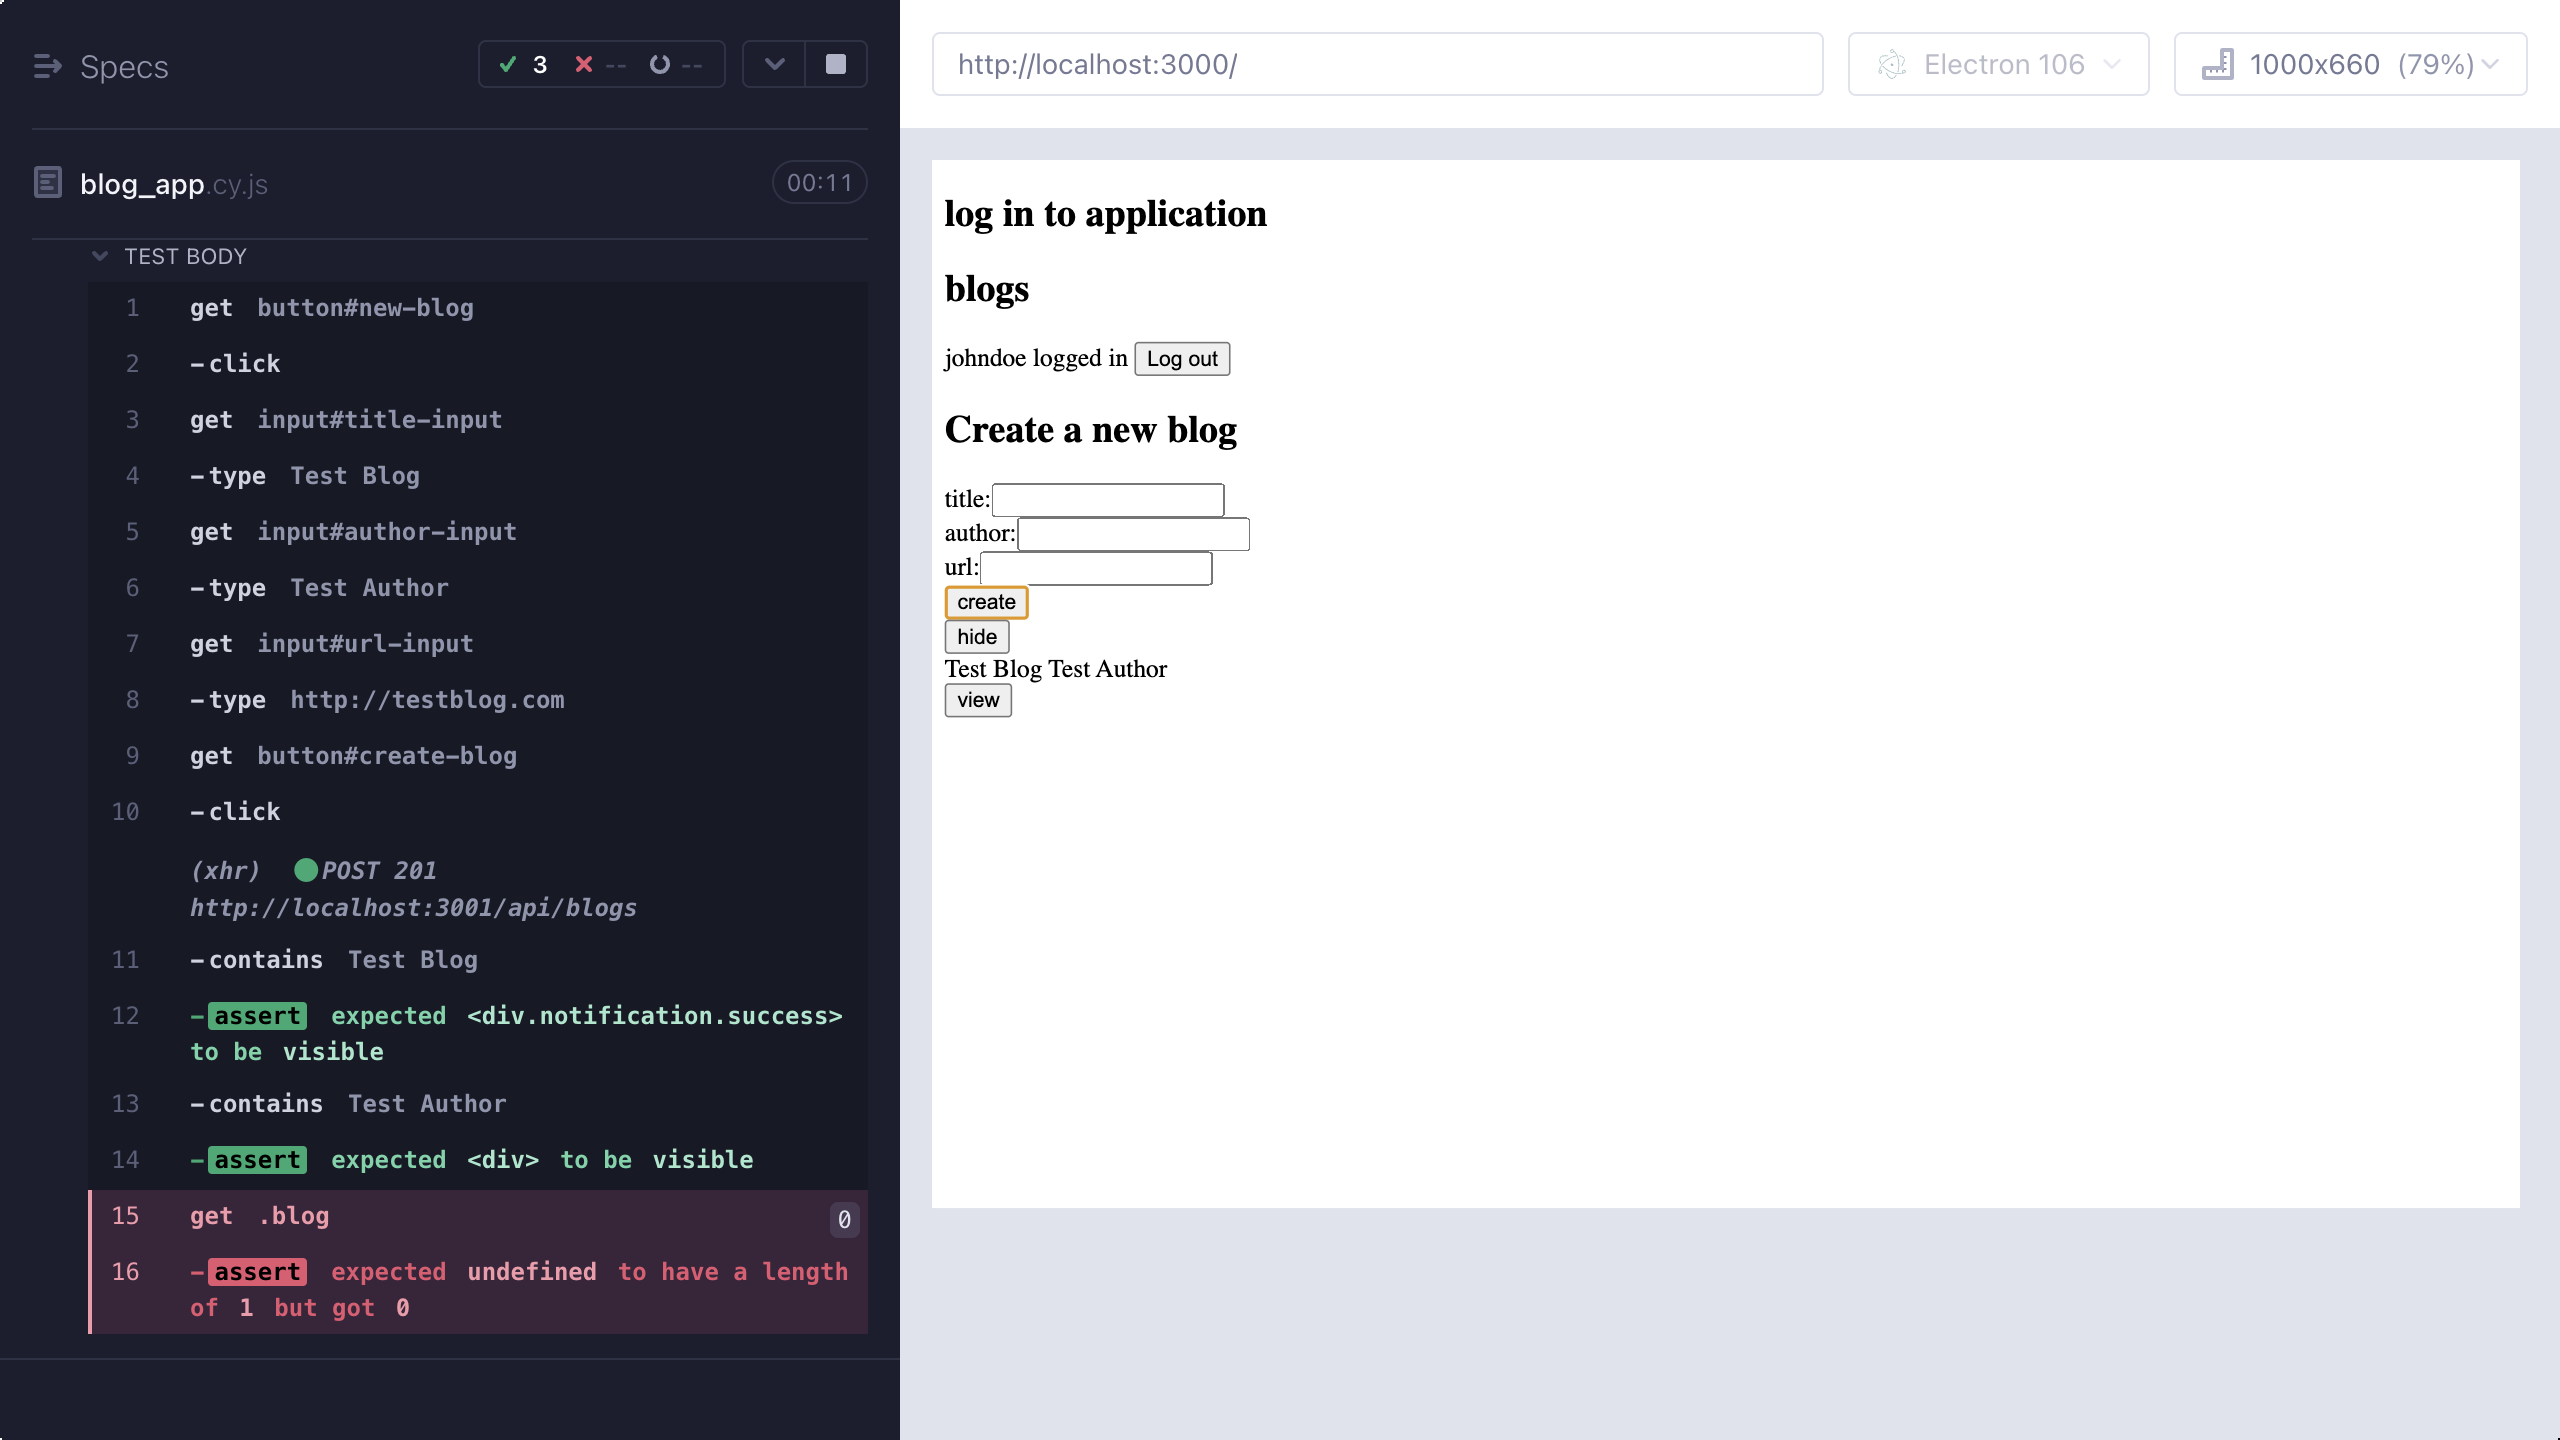 Specs
3 -- --
blog_app.cy.js
00:11
TEST BODY
1 get button#new-blog
2 -click
3 get input#title-input
4 -type Test Blog
5 get input#author-input
6 -type Test Author
7 get input#url-input
8 -type http://testblog.com
9 get button#create-blog
10 -click
(xhr) POST 201
http://localhost:3001/api/blogs
11 -contains Test Blog
12 -assert expected <div.notification.success>
to be visible
13 -contains Test Author
14 -assert expected <div> to be visible
15 get .blog 0
16 -assert expected undefined to have a length
of 1 but got 0
http://localhost:3000/
Electron 106
1000x660 (79%)
log in to application
blogs
johndoe logged in Log out
Create a new blog
title:
author:
url:
create
hide
Test Blog Test Author
view